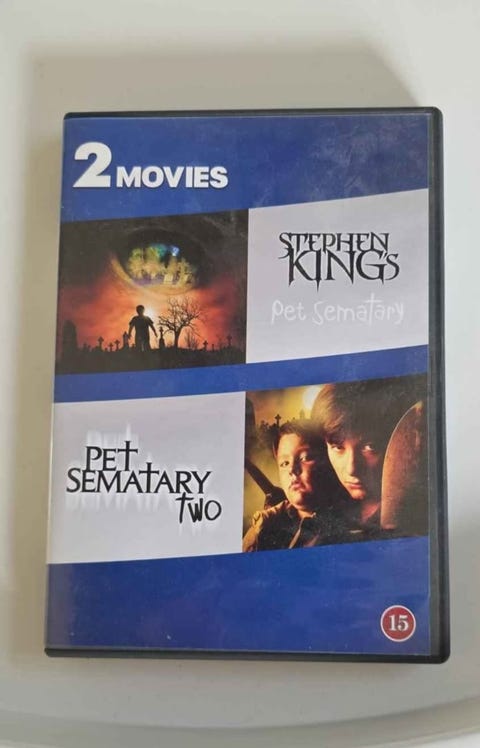 2 MOVIES
STEPHEN
KING'S
Pet Sematary
PET
SEMATARY
TWO
15